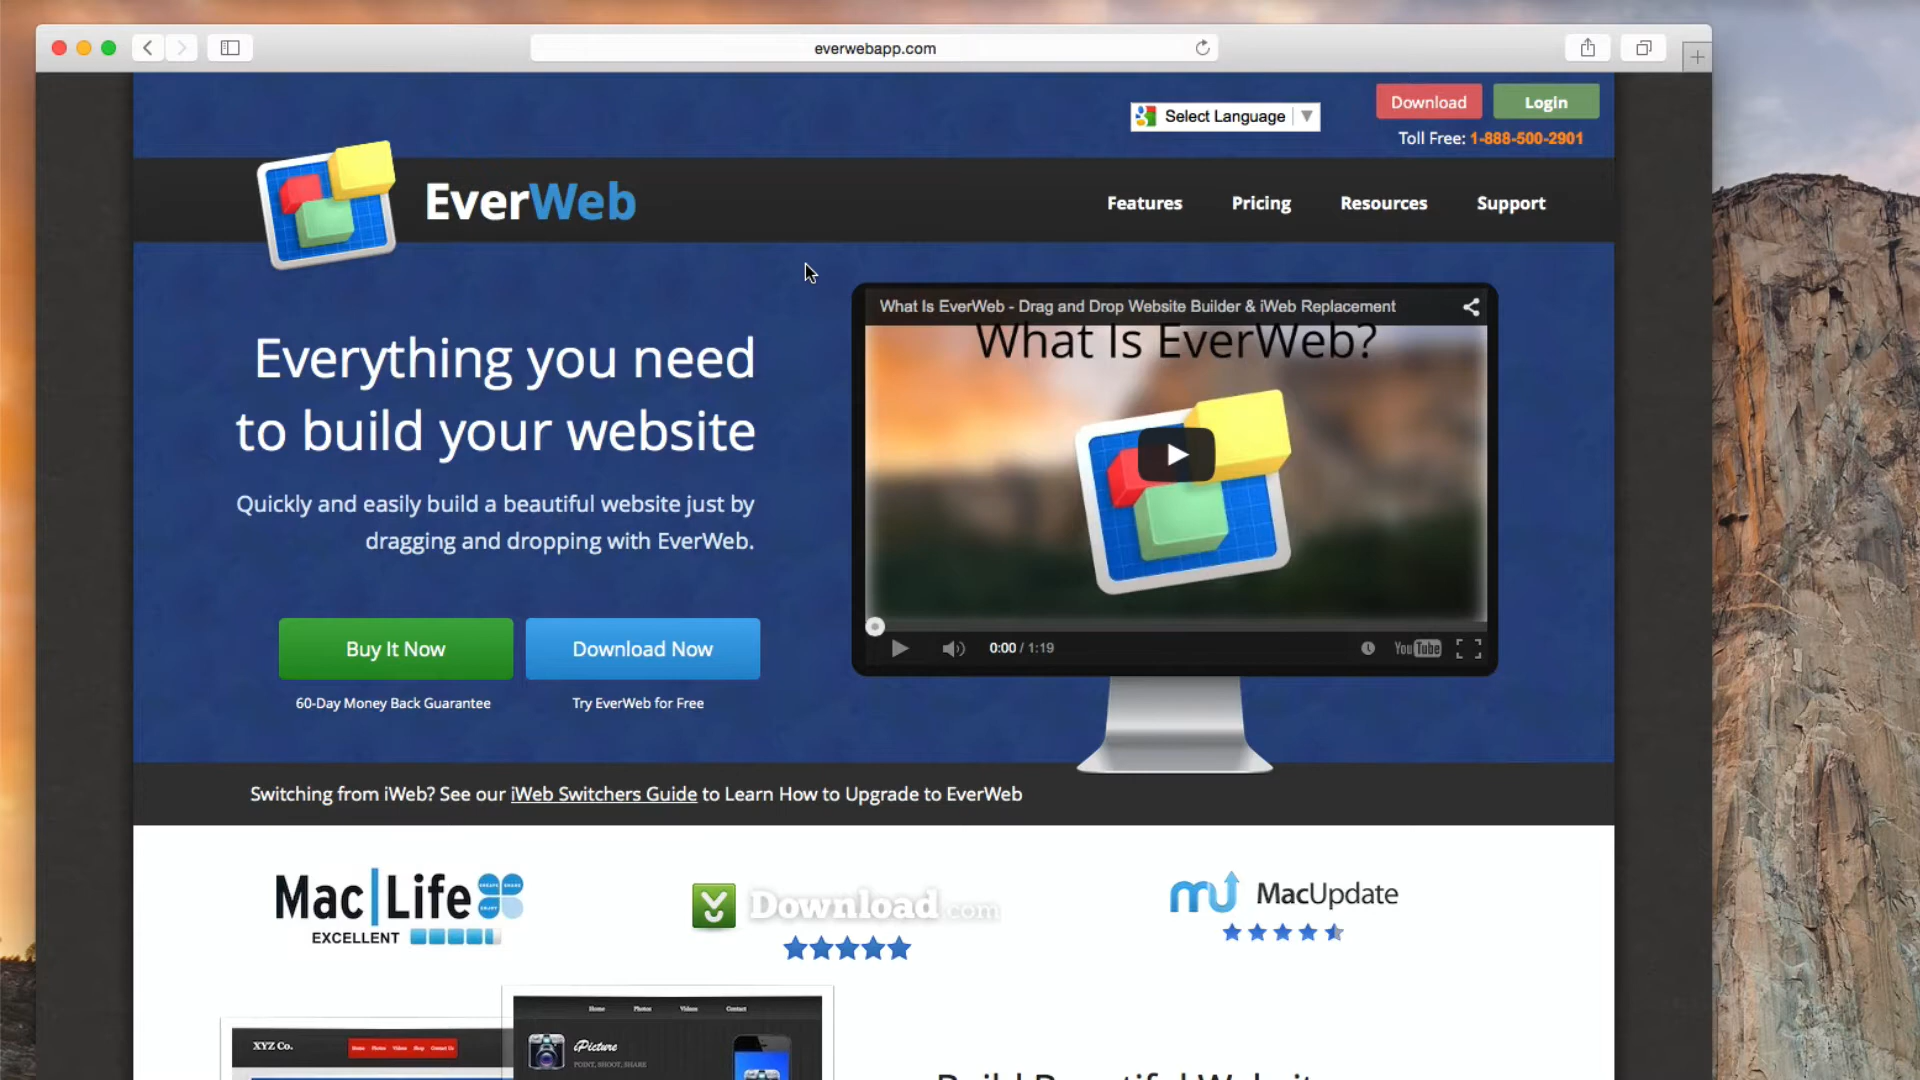 everwebapp.com
Select Language
Download
Login
Toll Free: 1-888-500-2901
EverWeb
Features
Pricing
Resources
Support
Everything you need
to build your website
Quickly and easily build a beautiful website just by
dragging and dropping with EverWeb.
Buy It Now
Download Now
60-Day Money Back Guarantee
Try EverWeb for Free
What Is EverWeb - Drag and Drop Website Builder & iWeb Replacement
What Is EverWeb?
0:00 / 1:19
YouTube
Switching from iWeb? See our iWeb Switchers Guide to Learn How to Upgrade to EverWeb
Mac|Life
EXCELLENT
Download.com
MacUpdate
XYZ Co.
Home Photos Videos Shop Contact Us
Home Photos Videos Contact
iPicture
POINT, SHOOT, SHARE